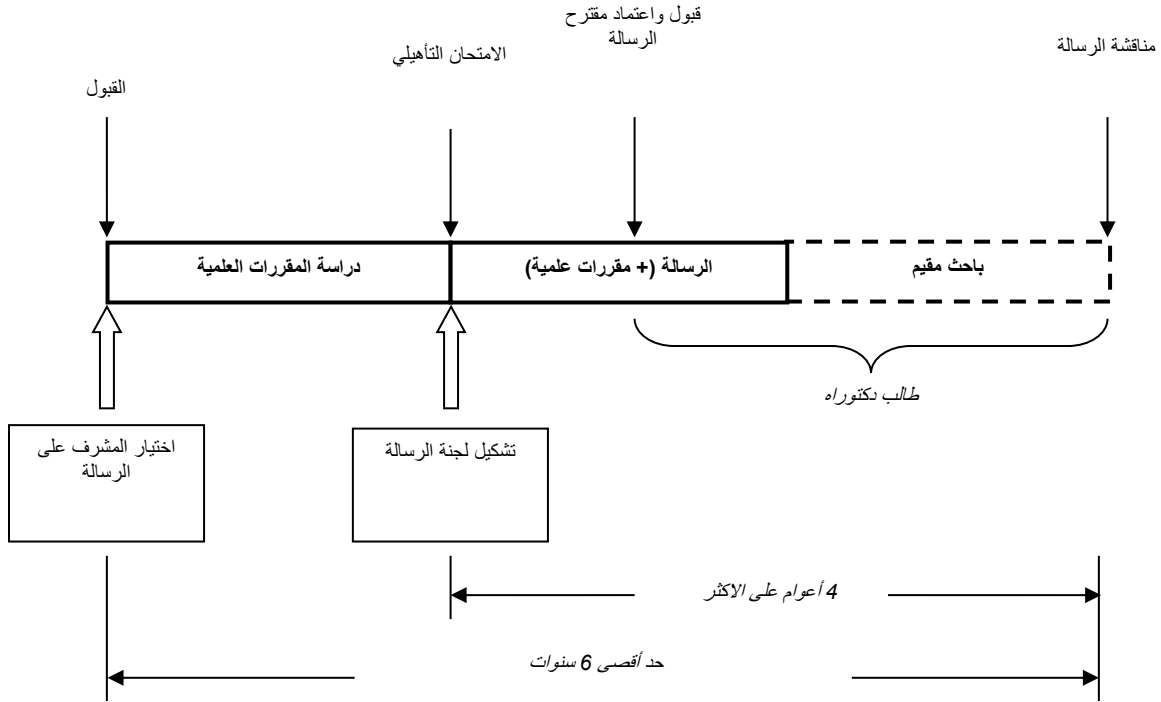 قبول واعتماد مقترح
الرسالة
مناقشة الرسالة
الامتحان التأهيلي
القبول
دراسة المقررات العلمية
الرسالة (+ مقررات علمية)
باحث مقيم
طالب دكتوراه
اختيار المشرف على
الرسالة
تشكيل لجنة الرسالة
4 أعوام على الاكثر
حد أقصى 6 سنوات